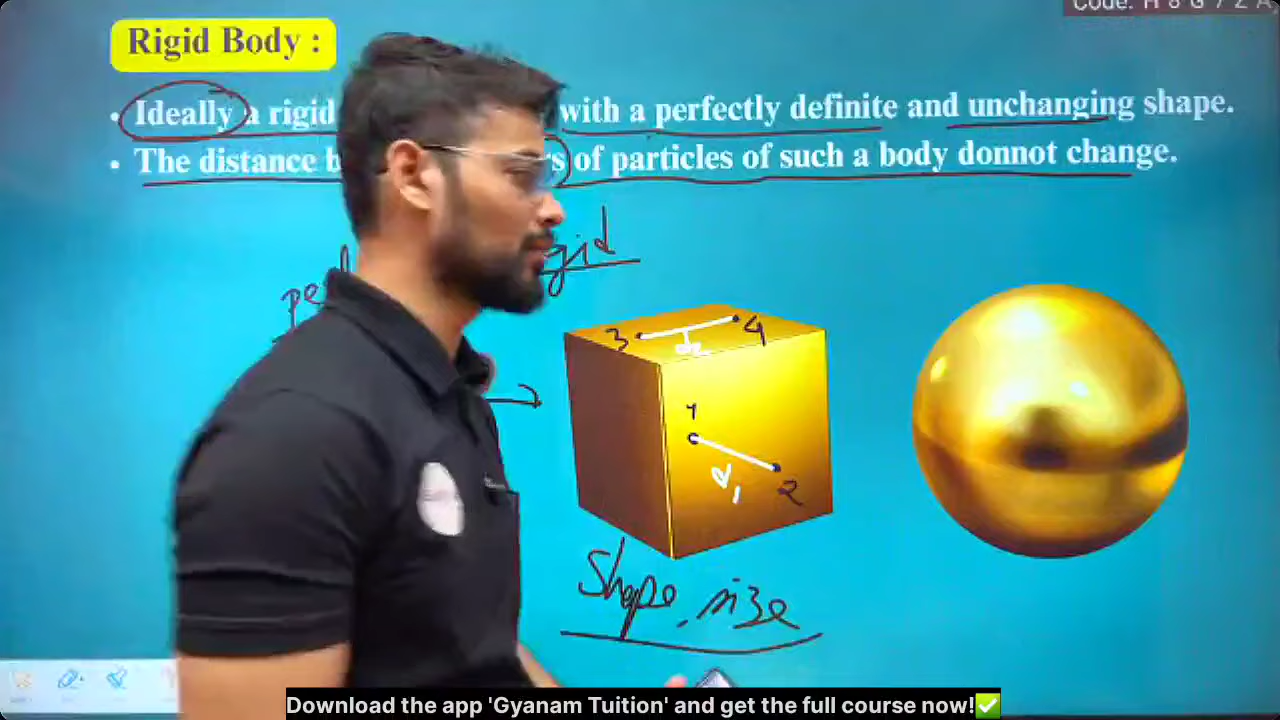 Code: H 8 G 7 Z A
Rigid Body :
• Ideally a rigid with a perfectly definite and unchanging shape.
• The distance of particles of such a body donnot change.
3 4
d2
1
d1 2
Shape, size
Download the app 'Gyanam Tuition' and get the full course now!✅